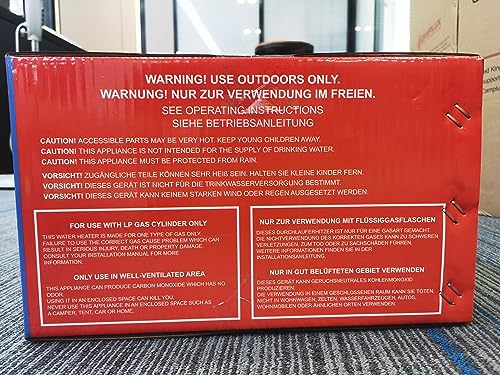 WARNING! USE OUTDOORS ONLY.
WARNUNG! NUR ZUR VERWENDUNG IM FREIEN.
SEE OPERATING INSTRUCTIONS
SIEHE BETRIEBSANLEITUNG
CAUTION! ACCESSIBLE PARTS MAY BE VERY HOT. KEEP YOUNG CHILDREN AWAY.
CAUTION! THIS APPLIANCE IS NOT INTENDED FOR THE SUPPLY OF DRINKING WATER.
CAUTION! THIS APPLIANCE MUST BE PROTECTED FROM RAIN.
VORSICHT! ZUGÄNGLICHE TEILE KÖNNEN SEHR HEIß SEIN. HALTEN SIE KLEINE KINDER FERN.
VORSICHT! DIESES GERÄT IST NICHT FÜR DIE TRINKWASSERVERSORGUNG BESTIMMT.
VORSICHT! DIESES GERÄT KANN KEINEM STARKEN WIND ODER REGEN AUSGESETZT WERDEN.
FOR USE WITH LP GAS CYLINDER ONLY
THIS WATER HEATER IS MADE FOR ONE TYPE OF GAS ONLY.
FAILURE TO USE THE CORRECT GAS CAUSE PROBLEM WHICH CAN
RESULT IN SERIOUS INJURY, DEATH OR PROPERTY DAMAGE.
CONSULT YOUR INSTALLATION MANUAL FOR MORE
INFORMATION.
ONLY USE IN WELL-VENTILATED AREA
THIS APPLIANCE CAN PRODUCE CARBON MONOXIDE WHICH HAS NO
ODOR.
USING IT IN AN ENCLOSED SPACE CAN KILL YOU.
NEVER USE THIS APPLIANCE IN AN ENCLOSED SPACE SUCH AS
A CAMPER, TENT, CAR OR HOME.
NUR ZUR VERWENDUNG MIT FLÜSSIGGASFLASCHEN
DIESER DURCHLAUFERHITZER IST NUR FÜR EINE GASART GEMACHT.
DIE NICHTVERWENDUNG DES KORREKTEN GASES KANN ZU SCHWEREN
VERLETZUNGEN, ZUM TOD ODER ZU SACHSCHÄDEN FÜHREN.
WEITERE INFORMATIONEN FINDEN SIE IN DER
INSTALLATIONSANLEITUNG.
NUR IN GUT BELÜFTETEN GEBIET VERWENDEN
DIESES GERÄT KANN GERUCHSNEUTRALES KOHLENMONOXID
PRODUZIEREN.
DIE VERWENDUNG IN EINEM GESCHLOSSENEN RAUM KANN SIE TÖTEN.
NICHT IN WOHNWAGEN, ZELTEN, WASSERFAHRZEUGEN, AUTOS,
WOHNMOBILEN ODER ÄHNLICHEN ORTEN VERWENDEN.